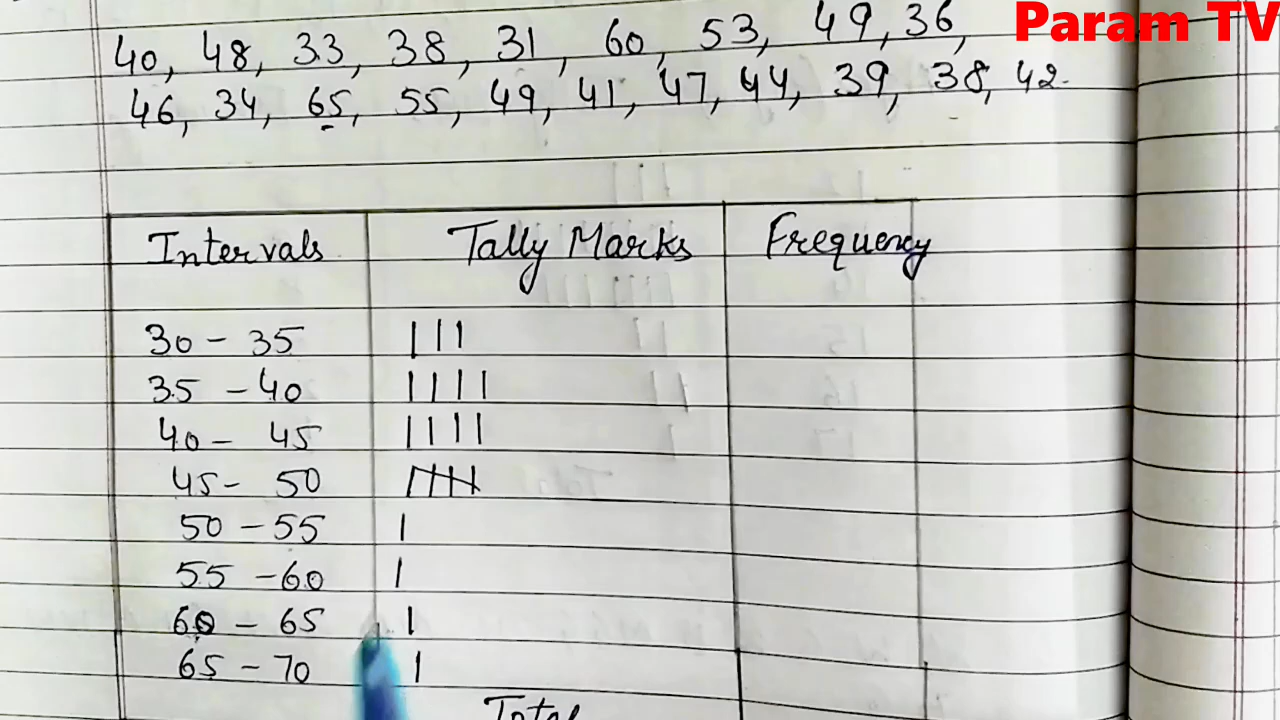 Param TV
40, 48, 33, 38, 31, 60, 53, 49, 36,
46, 34, 65, 55, 49, 41, 47, 44, 39, 38, 42.
Intervals Tally Marks Frequency
30 - 35 |||
35 - 40 ||||
40 - 45 ||||
45 - 50 ||||
50 - 55 |
55 - 60 |
60 - 65 |
65 - 70 |
Total